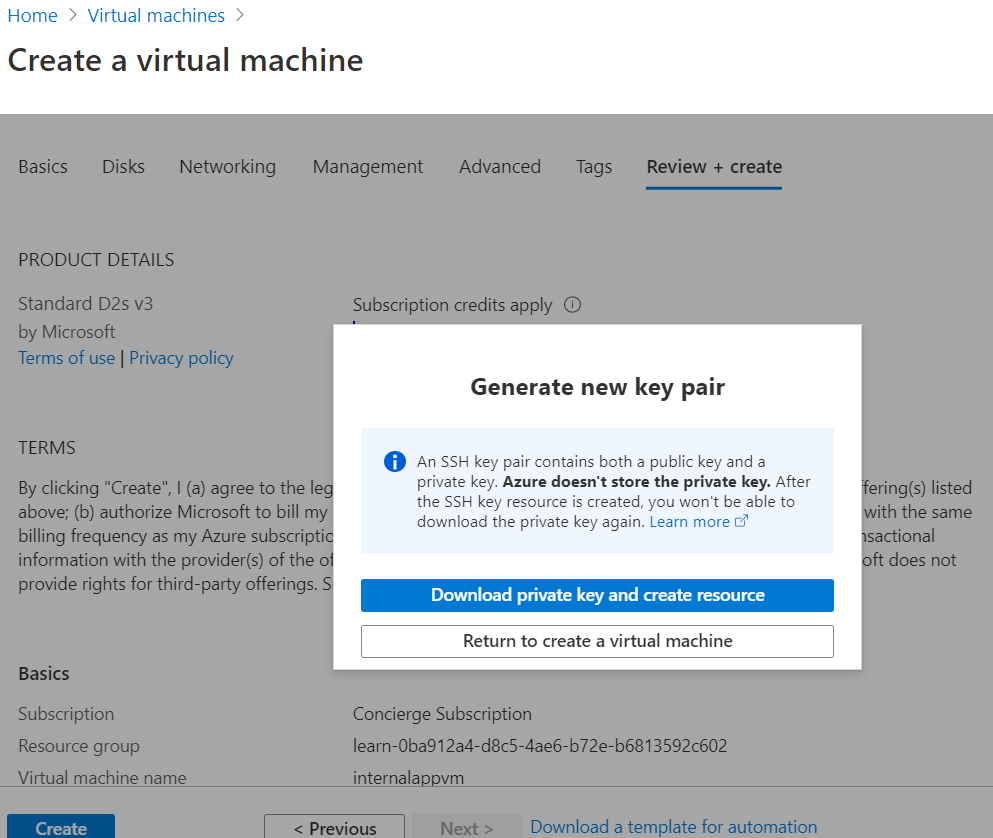 Home > Virtual machines >
Create a virtual machine
Basics Disks Networking Management Advanced Tags Review + create
PRODUCT DETAILS
Standard D2s v3
by Microsoft
Terms of use | Privacy policy
Subscription credits apply
TERMS
By clicking "Create", I (a) agree to the leg
above; (b) authorize Microsoft to bill my
billing frequency as my Azure subscriptio
information with the provider(s) of the of
provide rights for third-party offerings. S
ffering(s) listed
with the same
nsactional
oft does not
Generate new key pair
An SSH key pair contains both a public key and a
private key. Azure doesn't store the private key. After
the SSH key resource is created, you won't be able to
download the private key again. Learn more
Download private key and create resource
Return to create a virtual machine
Basics
Subscription Concierge Subscription
Resource group learn-0ba912a4-d8c5-4ae6-b72e-b6813592c602
Virtual machine name internalappvm
Create < Previous Next > Download a template for automation